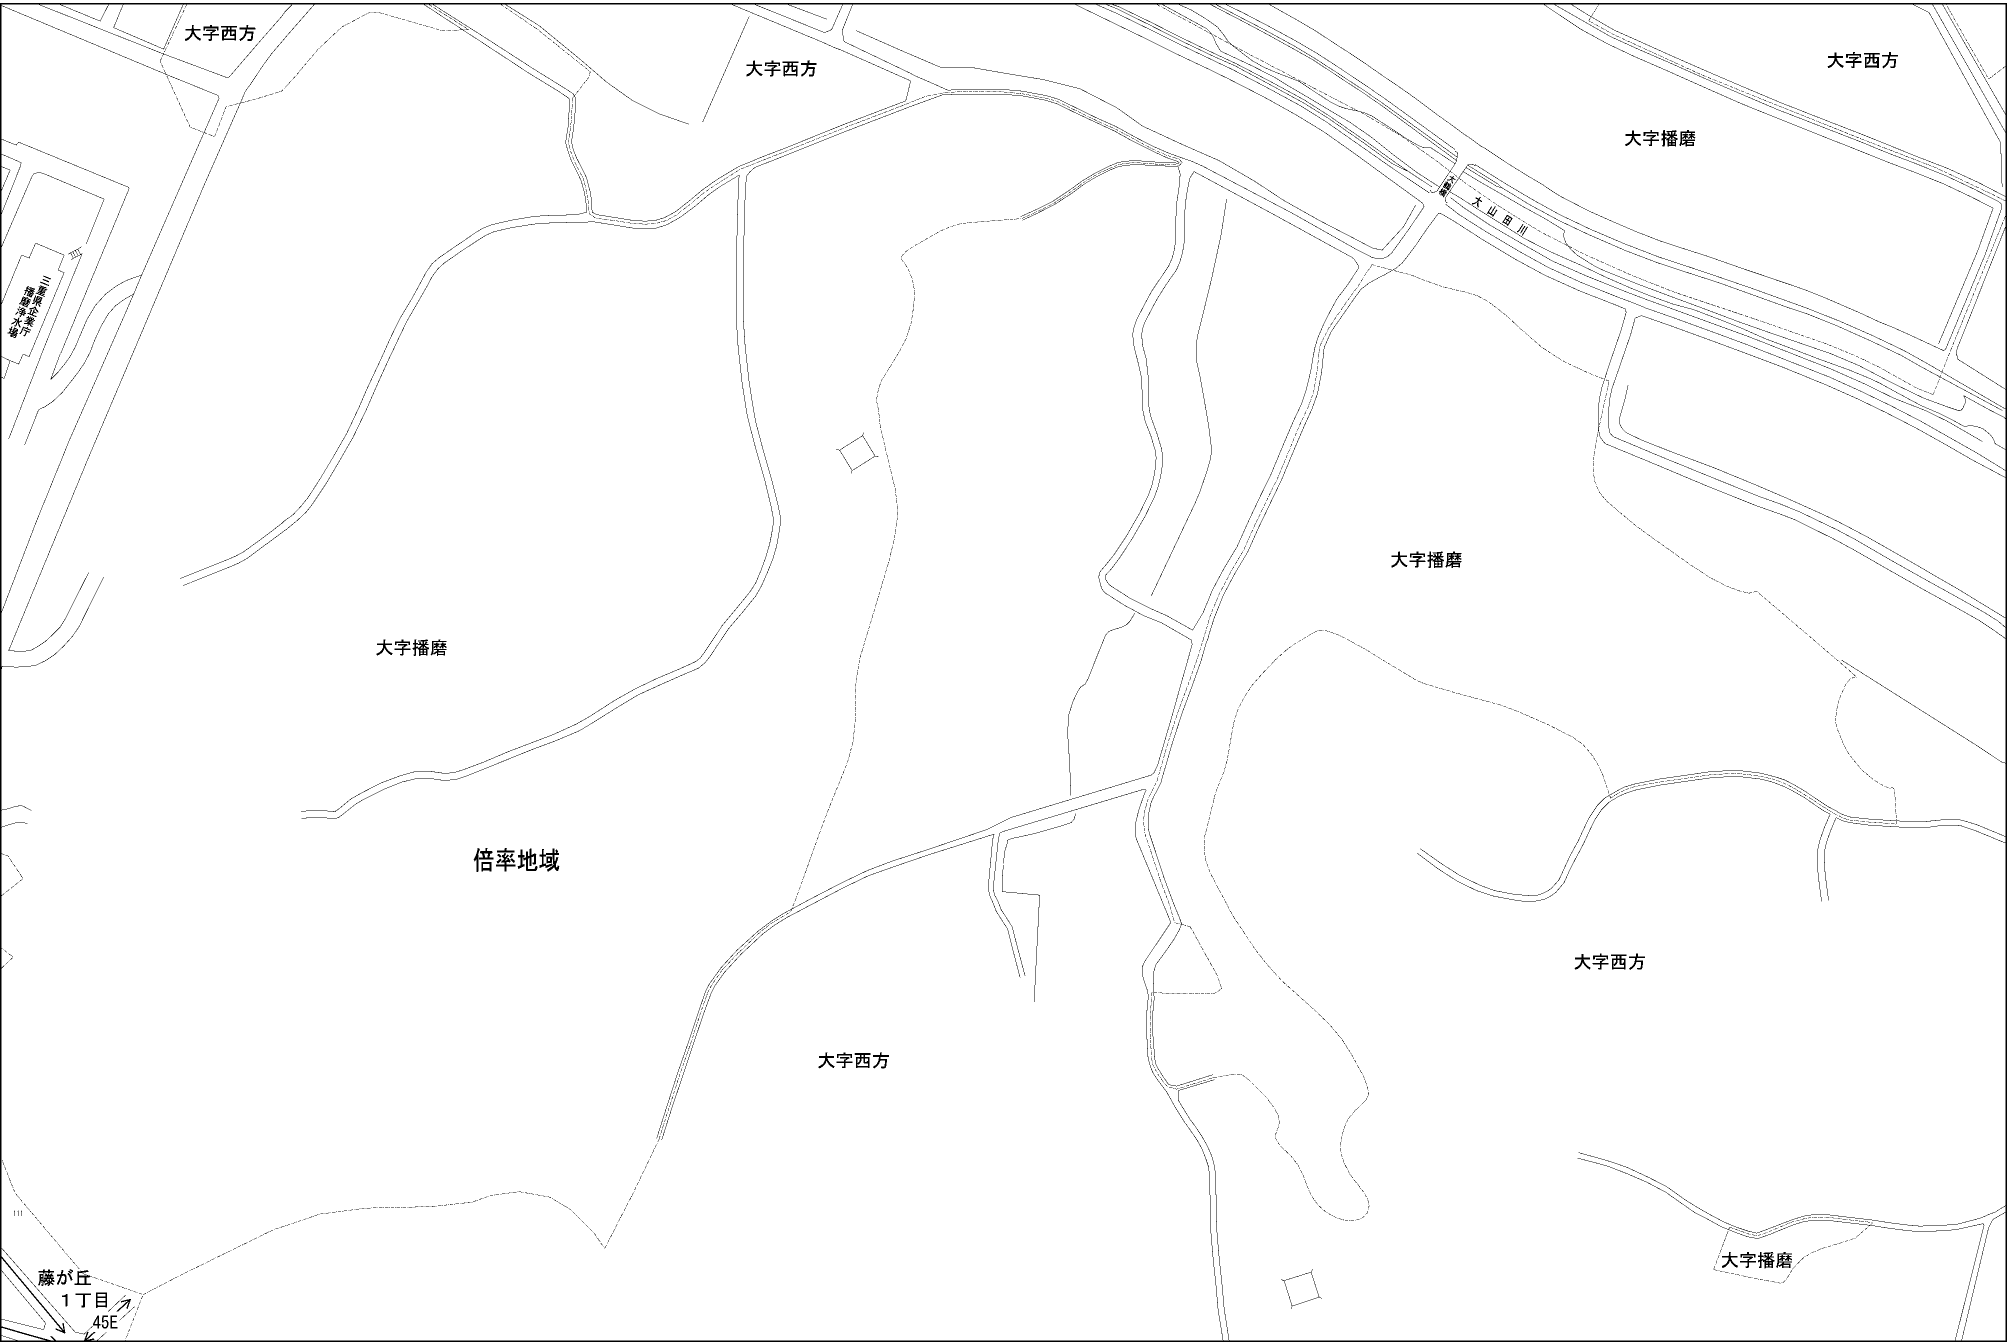 大字西方
大字西方
大字西方
大字播磨
大山田川
三重県企業庁
播磨浄水場
大字播磨
大字播磨
倍率地域
大字西方
大字西方
大字播磨
藤が丘
１丁目
45E